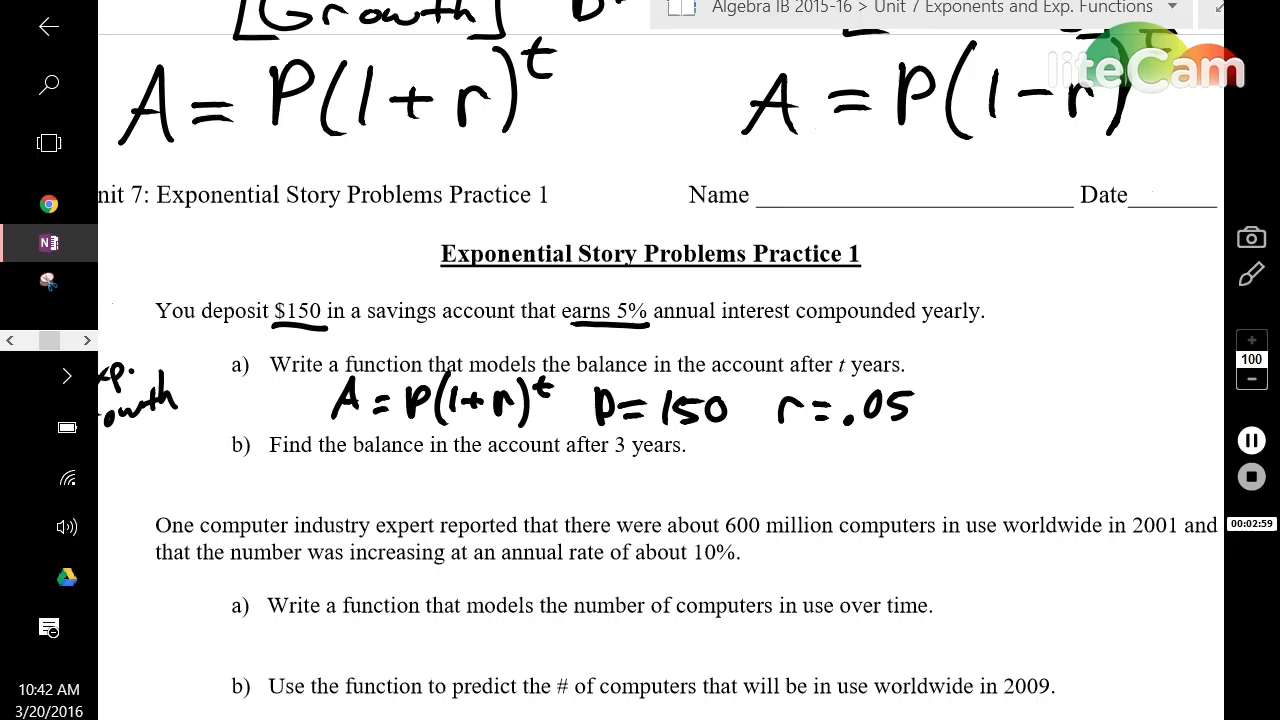 [Growth]
Algebra IB 2015-16 > Unit 7 Exponents and Exp. Functions
liteCam
A = P(1 + r)^t
A = P(1 - r)
nit 7: Exponential Story Problems Practice 1 Name ____ Date____
Exponential Story Problems Practice 1
You deposit $150 in a savings account that earns 5% annual interest compounded yearly.
a) Write a function that models the balance in the account after t years.
xp.
owth
A = P(1 + r)^t P = 150 r = .05
b) Find the balance in the account after 3 years.
One computer industry expert reported that there were about 600 million computers in use worldwide in 2001 and
that the number was increasing at an annual rate of about 10%.
a) Write a function that models the number of computers in use over time.
b) Use the function to predict the # of computers that will be in use worldwide in 2009.
100
00:02:59
10:42 AM
3/20/2016